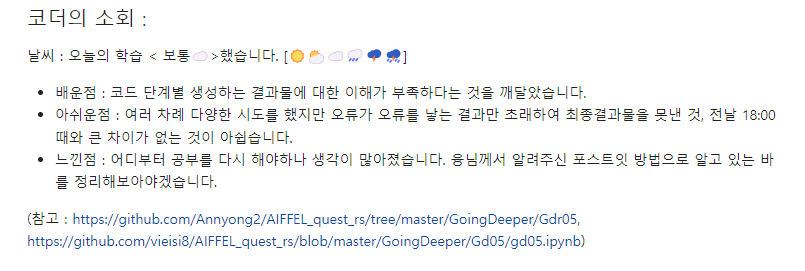 코더의 소회 :
날씨 : 오늘의 학습 < 보통☁️>했습니다. [☀️🌤️☁️🌧️🌩️⛈️]
• 배운점 : 코드 단계별 생성하는 결과물에 대한 이해가 부족하다는 것을 깨달았습니다.
• 아쉬운점 : 여러 차례 다양한 시도를 했지만 오류가 오류를 낳는 결과만 초래하여 최종결과물을 못낸 것, 전날 18:00
때와 큰 차이가 없는 것이 아쉽습니다.
• 느낀점 : 어디부터 공부를 다시 해야하나 생각이 많아졌습니다. 웅님께서 알려주신 포스트잇 방법으로 알고 있는 바
를 정리해보아야겠습니다.
(참고 : https://github.com/Annyong2/AIFFEL_quest_rs/tree/master/GoingDeeper/Gdr05,
https://github.com/vieisi8/AIFFEL_quest_rs/blob/master/GoingDeeper/Gd05/gd05.ipynb)